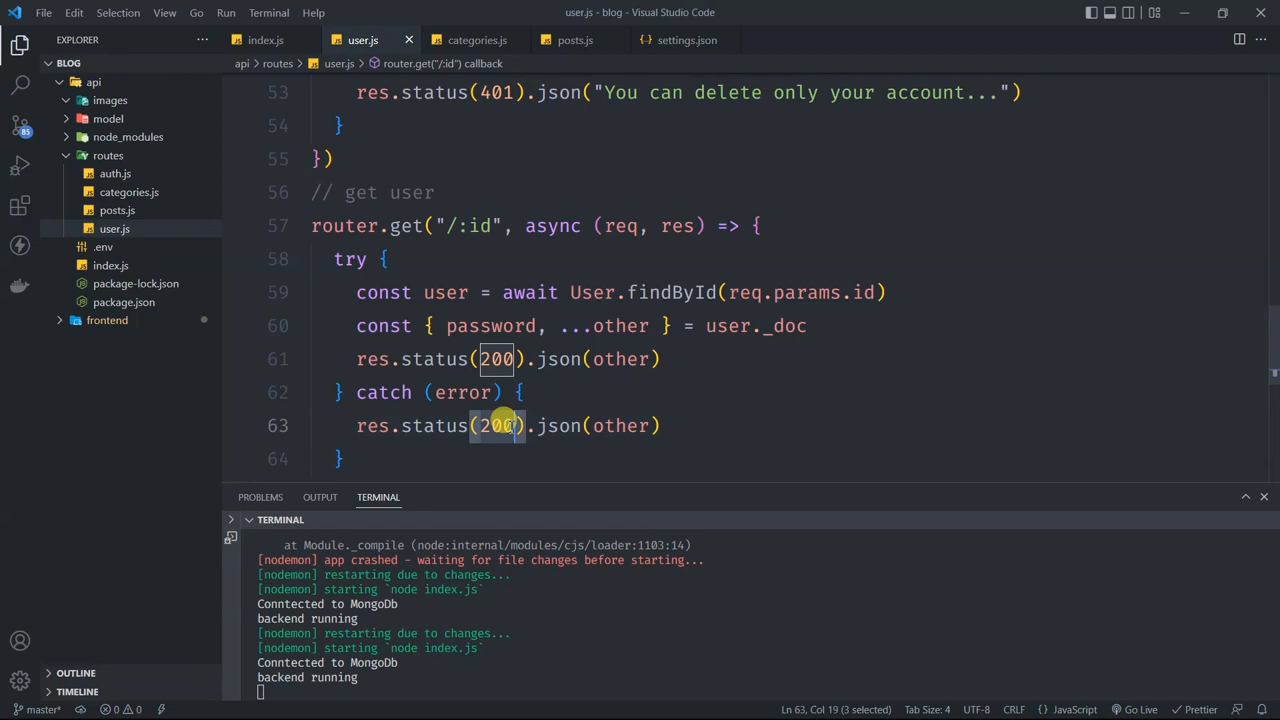 File Edit Selection View Go Run Terminal Help
user.js - blog - Visual Studio Code
EXPLORER
index.js
user.js
categories.js
posts.js
settings.json
BLOG
api > routes > user.js > router.get("/:id") callback
api
images
model
node_modules
routes
auth.js
categories.js
posts.js
user.js
.env
index.js
package-lock.json
package.json
frontend
85
53 res.status(401).json("You can delete only your account...")
54 }
55 })
56 // get user
57 router.get("/:id", async (req, res) => {
58 try {
59 const user = await User.findById(req.params.id)
60 const { password, ...other } = user._doc
61 res.status(200).json(other)
62 } catch (error) {
63 res.status(200).json(other)
64 }
PROBLEMS OUTPUT TERMINAL
TERMINAL
at Module._compile (node:internal/modules/cjs/loader:1103:14)
[nodemon] app crashed - waiting for file changes before starting...
[nodemon] restarting due to changes...
[nodemon] starting `node index.js`
Conntected to MongoDb
backend running
[nodemon] restarting due to changes...
[nodemon] starting `node index.js`
Conntected to MongoDb
backend running
OUTLINE
TIMELINE
master* 0 0 Ln 63, Col 19 (3 selected) Tab Size: 4 UTF-8 CRLF {} JavaScript Go Live Prettier